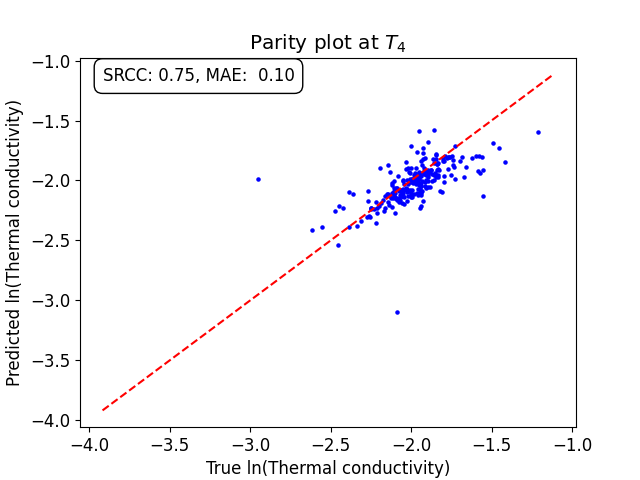 Parity plot at $T_4$
SRCC: 0.75, MAE:  0.10
Predicted ln(Thermal conductivity)
−1.0
−1.5
−2.0
−2.5
−3.0
−3.5
−4.0
−4.0 −3.5 −3.0 −2.5 −2.0 −1.5 −1.0
True ln(Thermal conductivity)